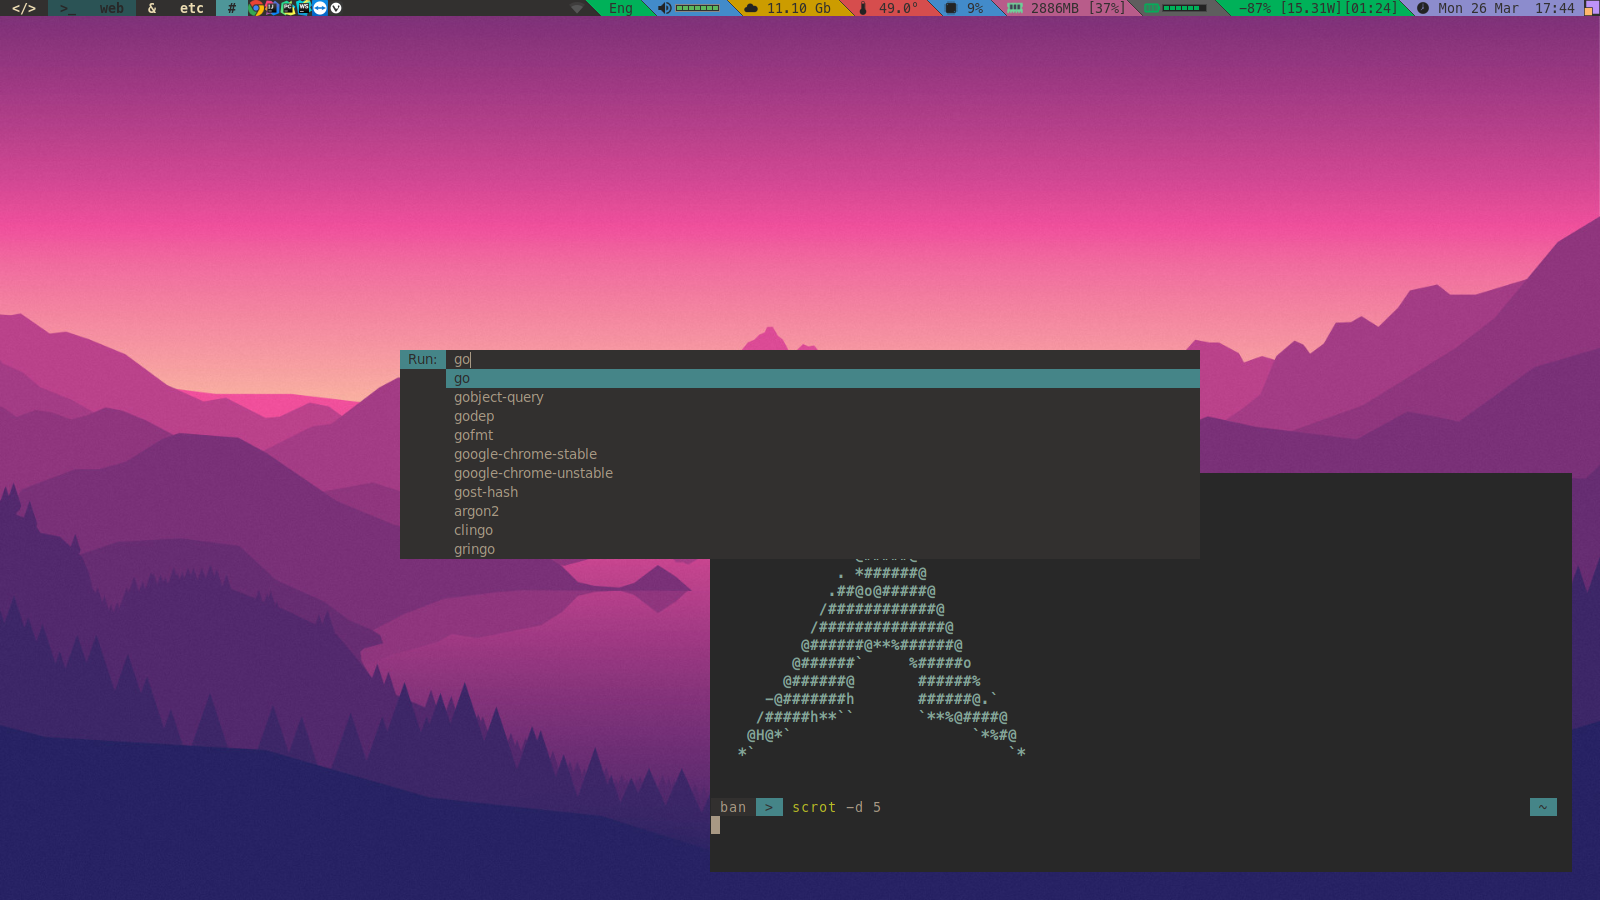 </> >_ web & etc # Eng 11.10 Gb 49.0° 9% 2886MB [37%] −87% [15.31W][01:24] Mon 26 Mar 17:44
Run: go
go
gobject-query
godep
gofmt
google-chrome-stable
google-chrome-unstable
gost-hash
argon2
clingo
gringo
. *######@
.##@o@#####@
/############@
/##############@
@######@**%######@
@######` %#####o
@######@ ######%
-@#######h ######@.`
/#####h**`` `**%@####@
@H@*` `*%#@
*` `*
ban > scrot -d 5 ~